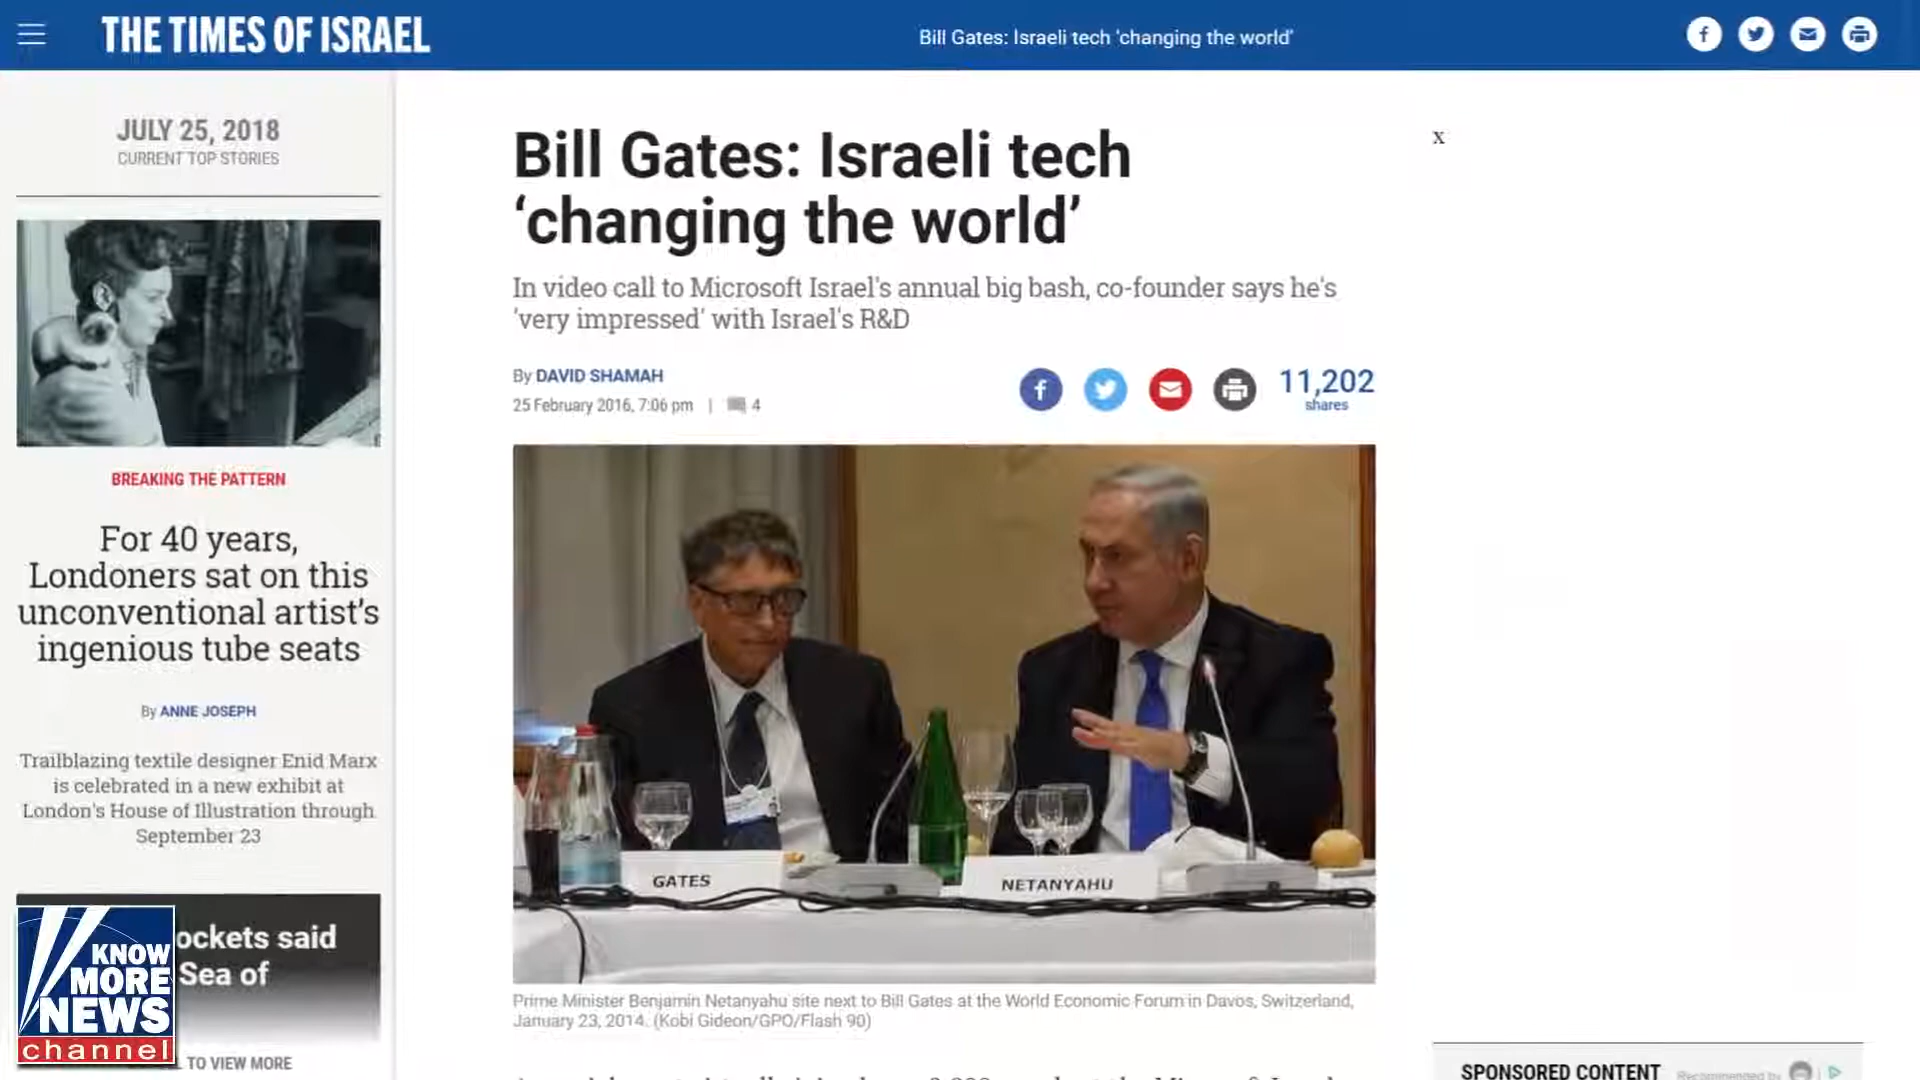 THE TIMES OF ISRAEL
Bill Gates: Israeli tech 'changing the world'
JULY 25, 2018
CURRENT TOP STORIES
BREAKING THE PATTERN
For 40 years,
Londoners sat on this
unconventional artist's
ingenious tube seats
By ANNE JOSEPH
Trailblazing textile designer Enid Marx
is celebrated in a new exhibit at
London's House of Illustration through
September 23
ockets said
Sea of
TO VIEW MORE
KNOW
MORE
NEWS
channel
Bill Gates: Israeli tech
‘changing the world’
x
In video call to Microsoft Israel's annual big bash, co-founder says he's
'very impressed' with Israel's R&D
By DAVID SHAMAH
25 February 2016, 7:06 pm | 4
11,202
shares
GATES
NETANYAHU
Prime Minister Benjamin Netanyahu site next to Bill Gates at the World Economic Forum in Davos, Switzerland,
January 23, 2014. (Kobi Gideon/GPO/Flash 90)
SPONSORED CONTENT
Recommended by